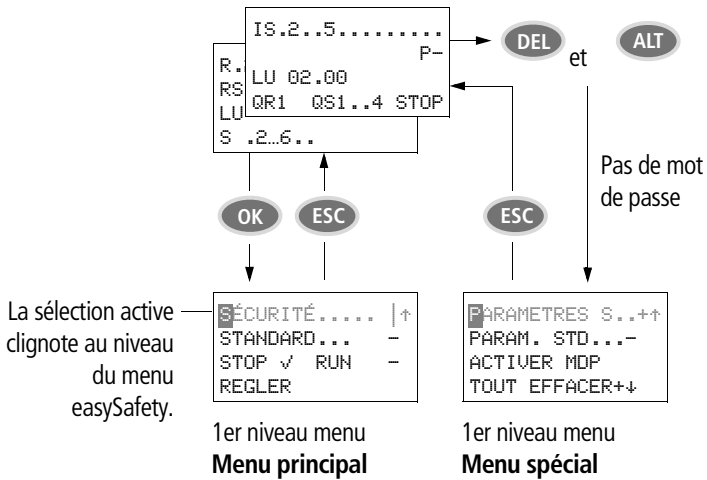 IS.2..5.........
P-
LU 02.00
QR1 QS1..4 STOP
R.
RS
LU
S .2…6..
DEL
et
ALT
Pas de mot
de passe
OK
ESC
ESC
La sélection active
clignote au niveau
du menu
easySafety.
SÉCURITÉ..... |↑
STANDARD... -
STOP √ RUN -
REGLER
PARAMETRES S..+↑
PARAM. STD...-
ACTIVER MDP
TOUT EFFACER+↓
1er niveau menu
Menu principal
1er niveau menu
Menu spécial